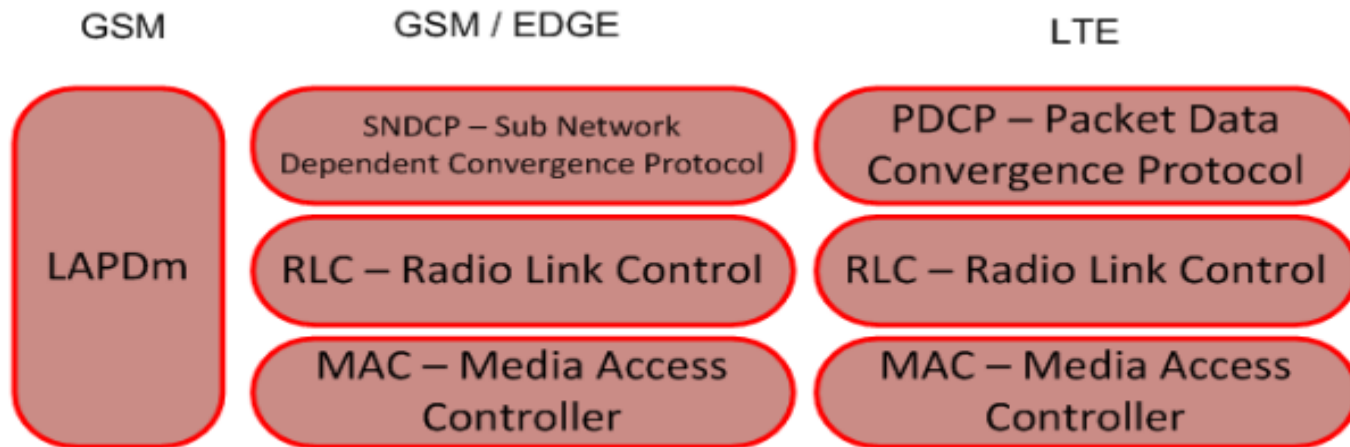 GSM
GSM / EDGE
LTE
LAPDm
SNDCP – Sub Network
Dependent Convergence Protocol
RLC – Radio Link Control
MAC – Media Access
Controller
PDCP – Packet Data
Convergence Protocol
RLC – Radio Link Control
MAC – Media Access
Controller